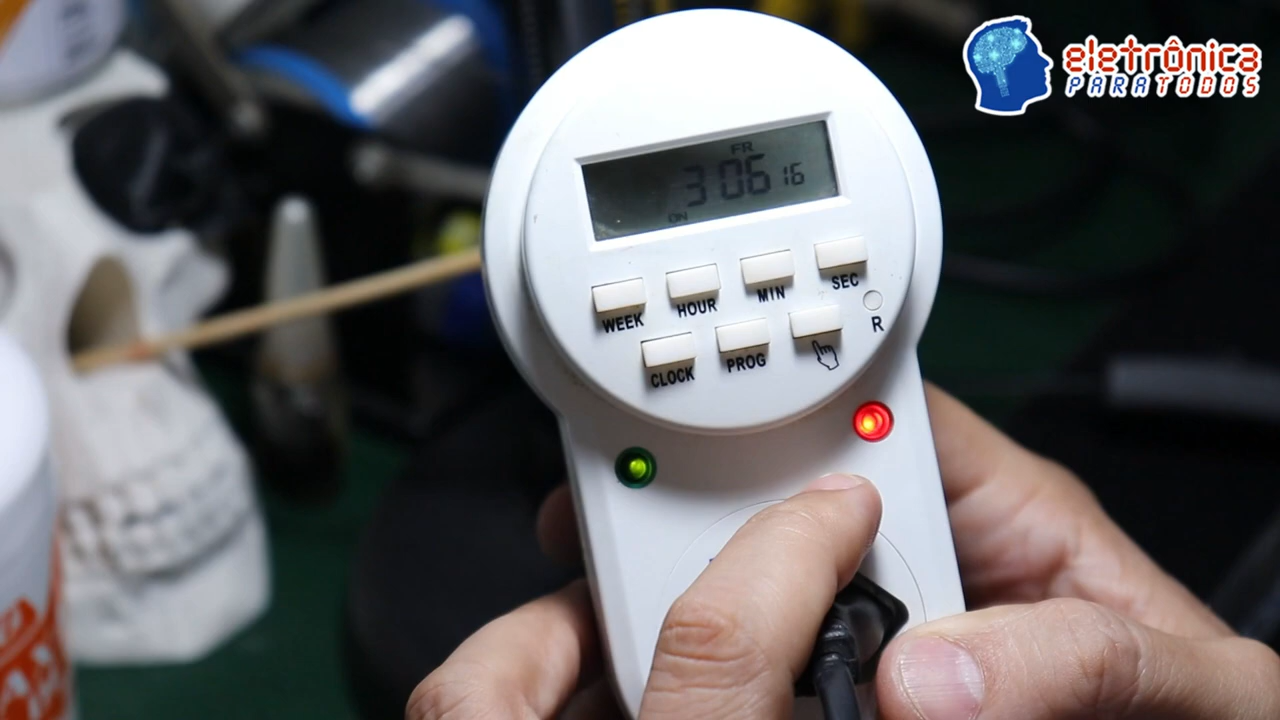 eletrônica
PARATODOS
FR
3 06 16
ON
WEEK HOUR MIN SEC
CLOCK PROG R